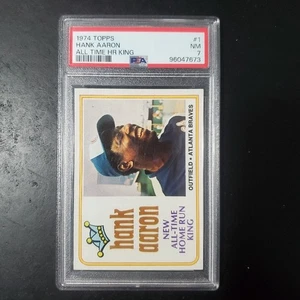 1974 TOPPS #1
HANK AARON NM
ALL TIME HR KING 7
PSA 96047673
hank
aaron
NEW
ALL-TIME
HOME RUN
KING
OUTFIELD • ATLANTA BRAVES